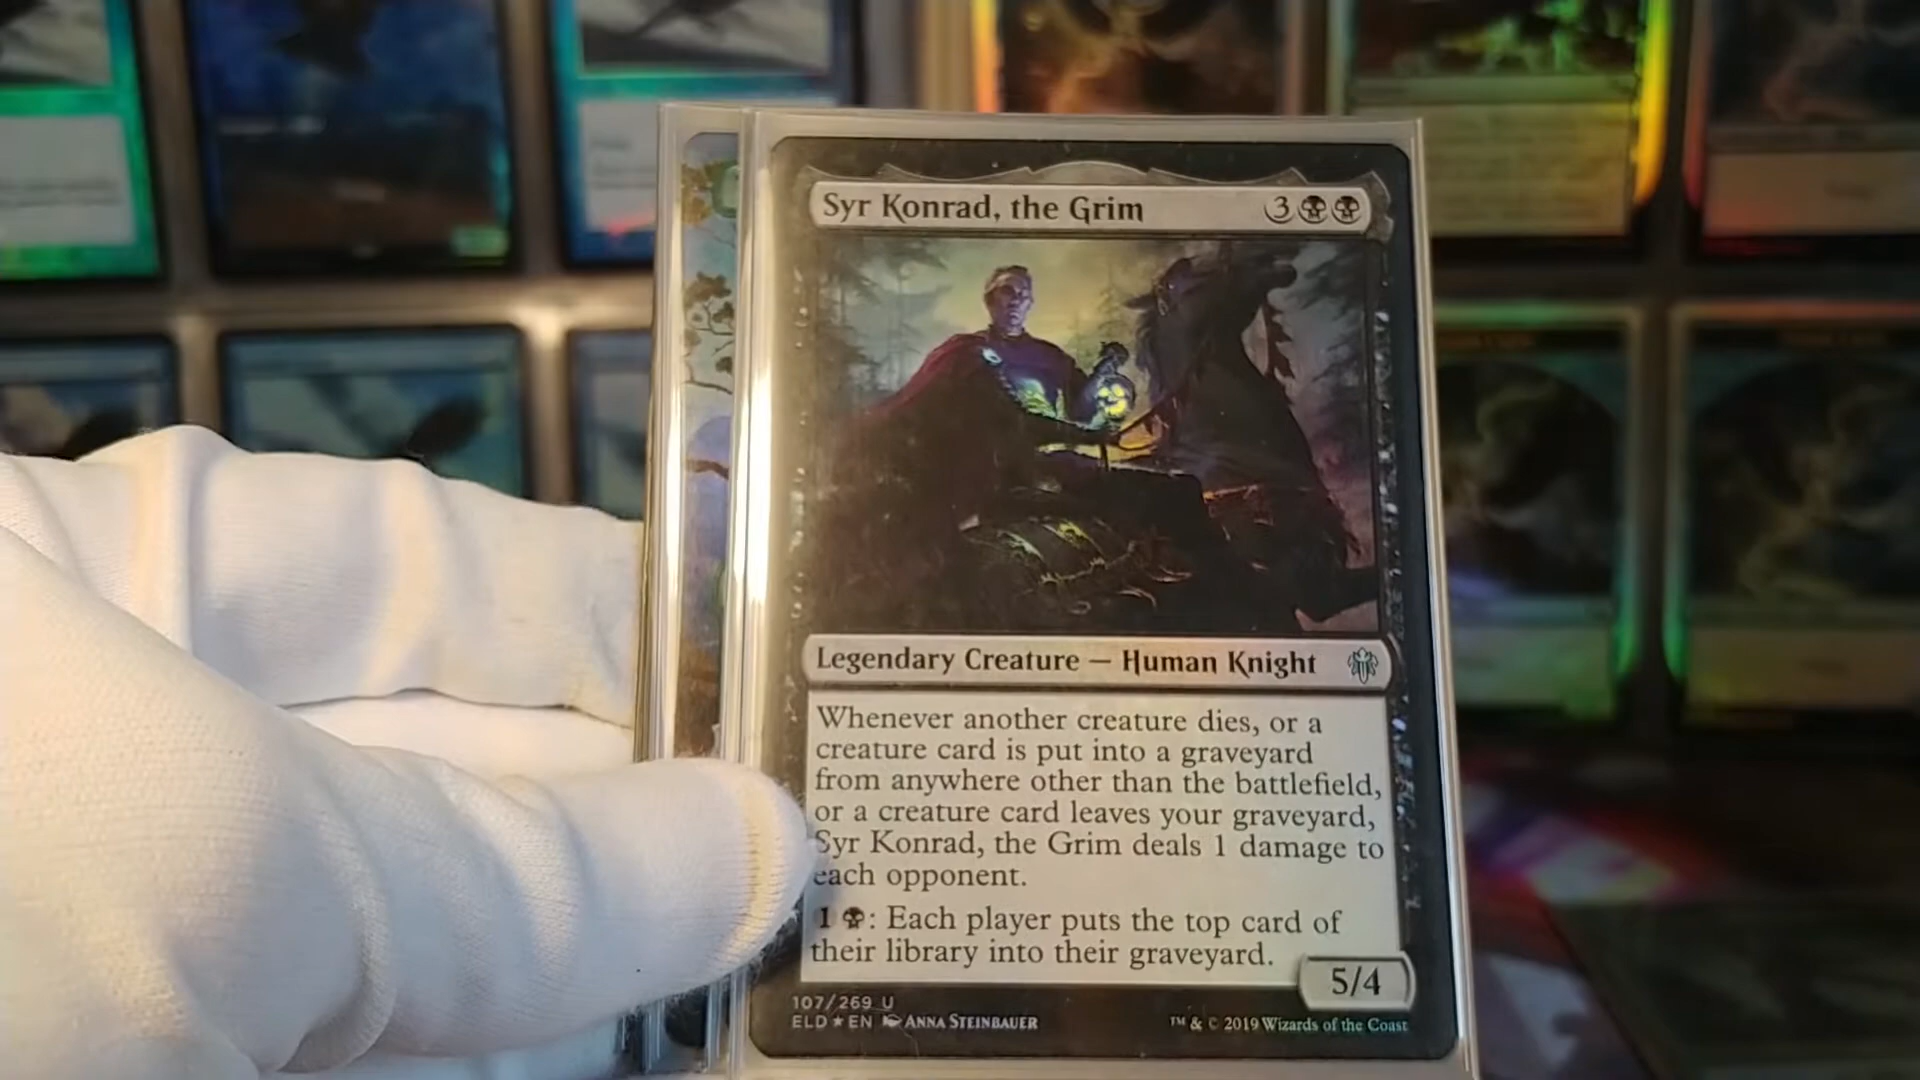 Syr Konrad, the Grim 3
Legendary Creature — Human Knight
Whenever another creature dies, or a
creature card is put into a graveyard
from anywhere other than the battlefield,
or a creature card leaves your graveyard,
Syr Konrad, the Grim deals 1 damage to
each opponent.
1 : Each player puts the top card of
their library into their graveyard.
5/4
107/269 U
ELD ★ EN ANNA STEINBAUER
™ & © 2019 Wizards of the Coast